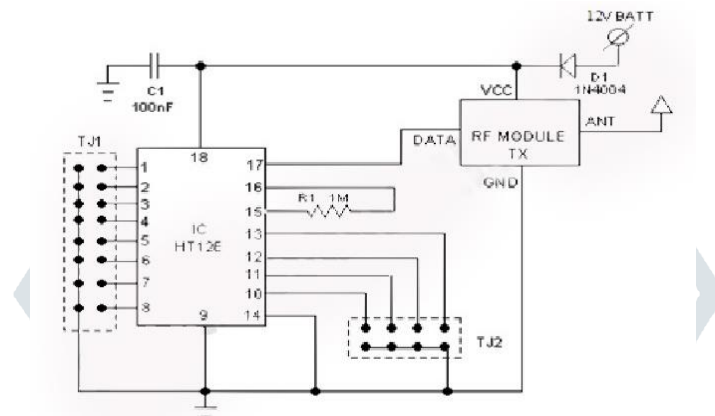 12V BATT
D1
1N4004
C1
100nF
VCC
ANT
RF MODULE
TX
DATA
GND
TJ1
18
1
2
3
4
5
6
7
8
17
16
15
13
12
11
10
14
9
R1 1M
IC
HT12E
TJ2